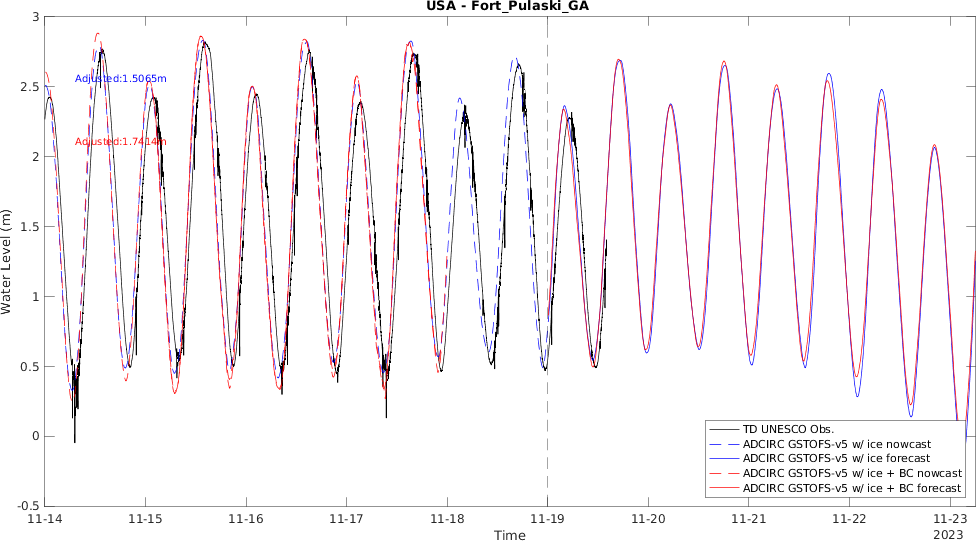 USA - Fort_Pulaski_GA
3
2.5
2
1.5
1
0.5
0
-0.5
Water Level (m)
Adjusted:1.5065m
Adjusted:1.7414m
TD UNESCO Obs.
ADCIRC GSTOFS-v5 w/ ice nowcast
ADCIRC GSTOFS-v5 w/ ice forecast
ADCIRC GSTOFS-v5 w/ ice + BC nowcast
ADCIRC GSTOFS-v5 w/ ice + BC forecast
11-14 11-15 11-16 11-17 11-18 11-19 11-20 11-21 11-22 11-23
Time
2023